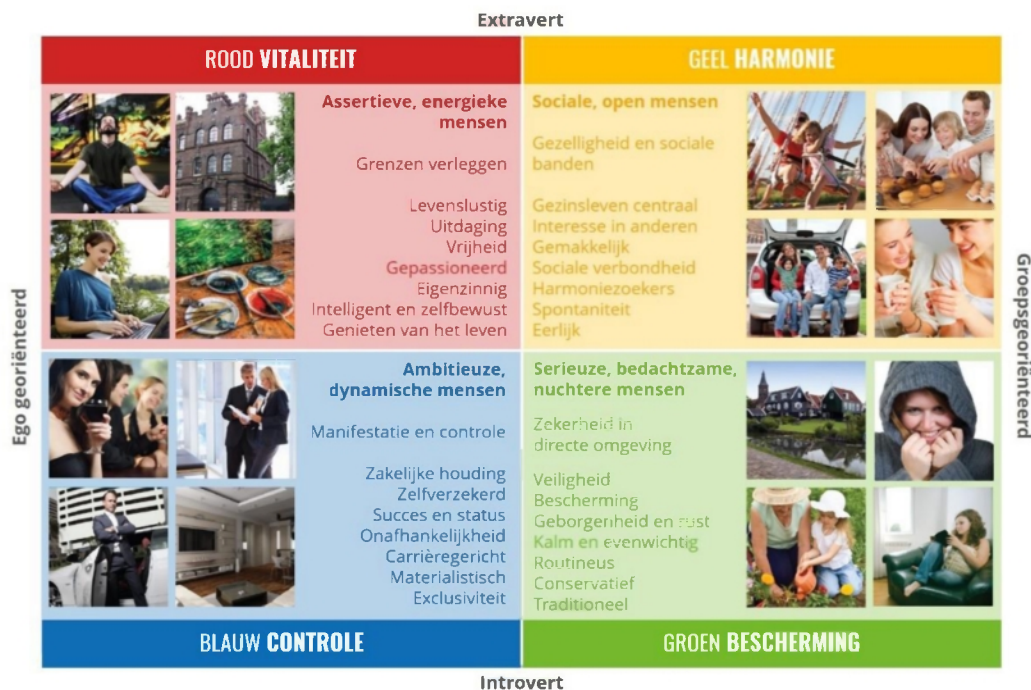 Extravert
ROOD VITALITEIT
GEEL HARMONIE
Assertieve, energieke
mensen
Grenzen verleggen
Levenslustig
Uitdaging
Vrijheid
Gepassioneerd
Eigenzinnig
Intelligent en zelfbewust
Genieten van het leven
Sociale, open mensen
Gezelligheid en sociale
banden
Gezinsleven centraal
Interesse in anderen
Gemakkelijk
Sociale verbondheid
Harmoniezoekers
Spontaniteit
Eerlijk
Ego georiënteerd
Groepsgeoriënteerd
Ambitieuze,
dynamische mensen
Manifestatie en controle
Zakelijke houding
Zelfverzekerd
Succes en status
Onafhankelijkheid
Carrièregericht
Materialistisch
Exclusiviteit
Serieuze, bedachtzame,
nuchtere mensen
Zekerheid in
directe omgeving
Veiligheid
Bescherming
Geborgenheid en rust
Kalm en evenwichtig
Routineus
Conservatief
Traditioneel
BLAUW CONTROLE
GROEN BESCHERMING
Introvert